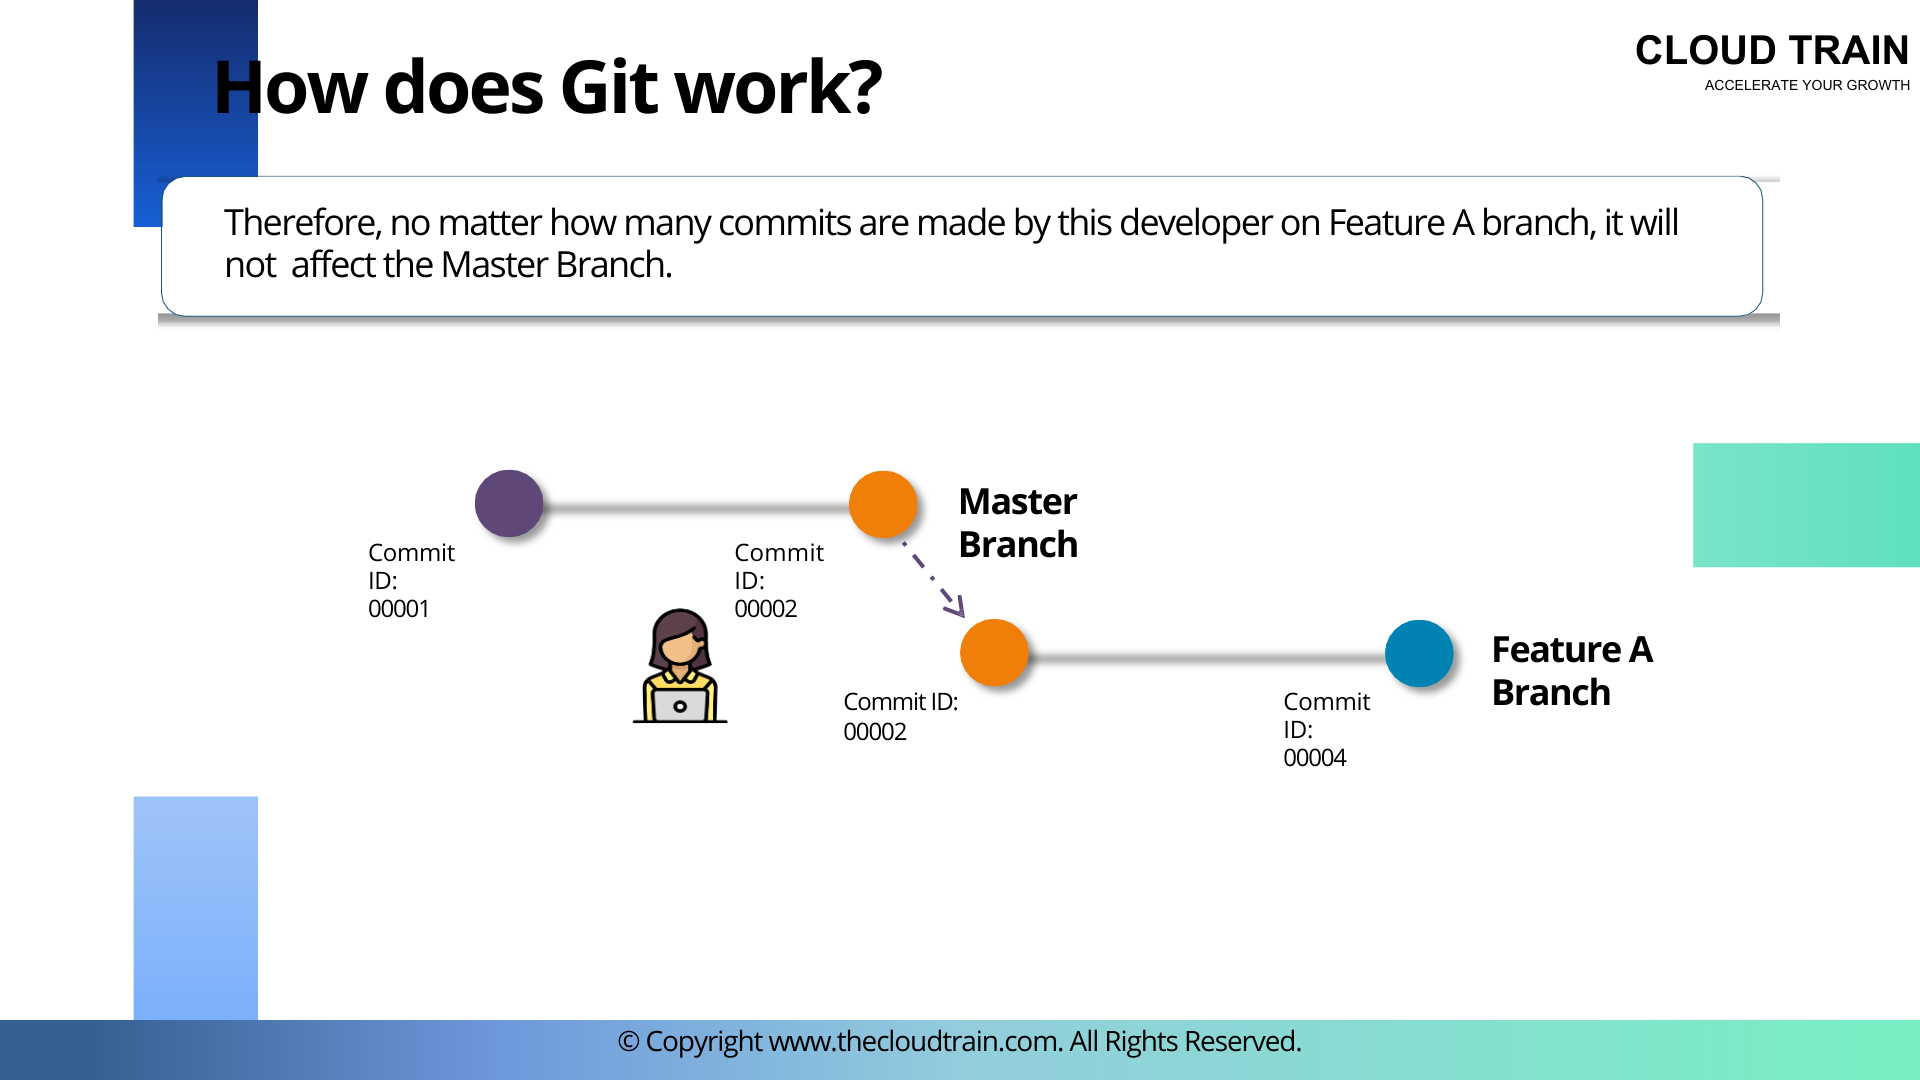 How does Git work?
CLOUD TRAIN
ACCELERATE YOUR GROWTH
Therefore, no matter how many commits are made by this developer on Feature A branch, it will
not  affect the Master Branch.
Master
Branch
Commit
ID:
00001
Commit
ID:
00002
Feature A
Branch
Commit ID:
00002
Commit
ID:
00004
© Copyright www.thecloudtrain.com. All Rights Reserved.